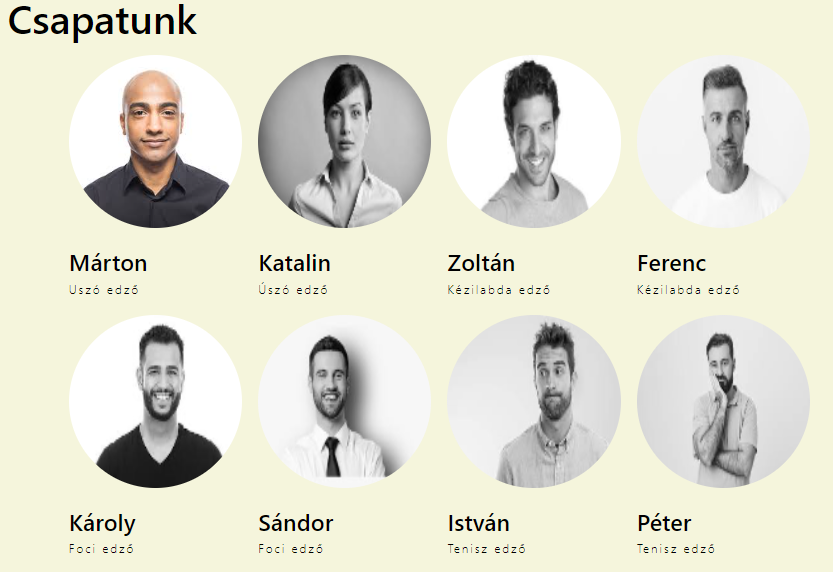 Csapatunk
Márton
Katalin
Zoltán
Ferenc
Uszó edző
Úszó edző
Kézilabda edző
Kézilabda edző
Károly
Sándor
István
Péter
Foci edző
Foci edző
Tenisz edző
Tenisz edző